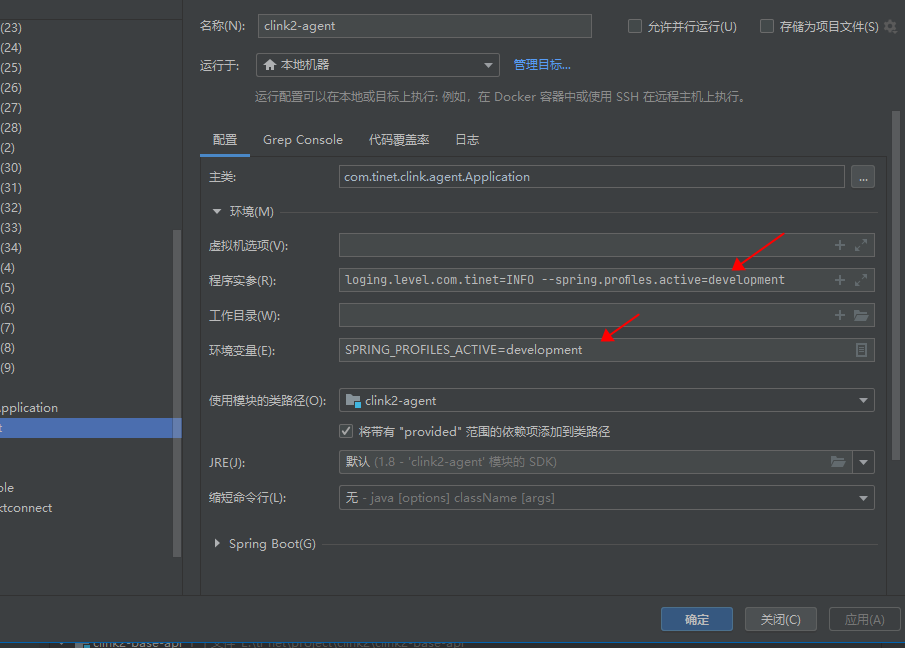 (23)
(24)
(25)
(26)
(27)
(28)
(2)
(30)
(31)
(32)
(33)
(34)
(4)
(5)
(6)
(7)
(8)
(9)
pplication
t
ole
ktconnect
名称(N): clink2-agent 允许并行运行(U) 存储为项目文件(S)
运行于: 本地机器 管理目标...
运行配置可以在本地或目标上执行: 例如，在 Docker 容器中或使用 SSH 在远程主机上执行。
配置 Grep Console 代码覆盖率 日志
主类: com.tinet.clink.agent.Application ...
环境(M)
虚拟机选项(V):
程序实参(R): loging.level.com.tinet=INFO --spring.profiles.active=development
工作目录(W):
环境变量(E): SPRING_PROFILES_ACTIVE=development
使用模块的类路径(O): clink2-agent
将带有 "provided" 范围的依赖项添加到类路径
JRE(J): 默认 (1.8 - 'clink2-agent' 模块的 SDK)
缩短命令行(L): 无 - java [options] className [args]
Spring Boot(G)
确定 关闭(C) 应用(A)
clink2-base-api